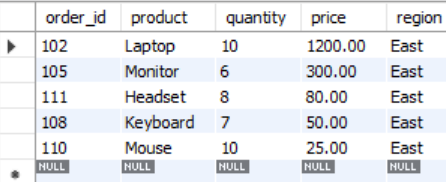 order_id product quantity price region
102 Laptop 10 1200.00 East
105 Monitor 6 300.00 East
111 Headset 8 80.00 East
108 Keyboard 7 50.00 East
110 Mouse 10 25.00 East
NULL NULL NULL NULL NULL